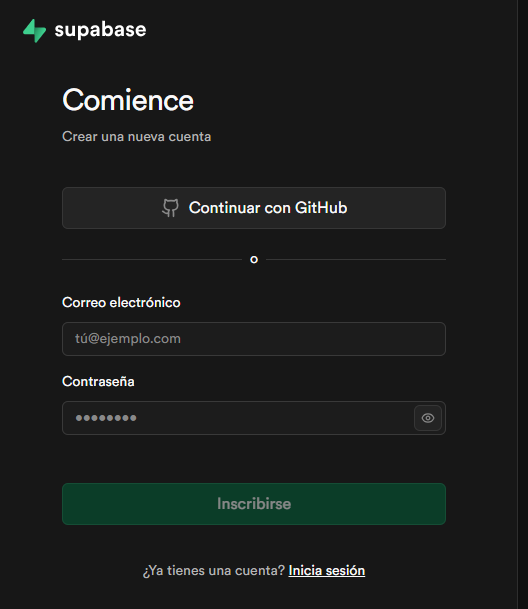 supabase
Comience
Crear una nueva cuenta
Continuar con GitHub
o
Correo electrónico
tú@ejemplo.com
Contraseña
••••••••
Inscribirse
¿Ya tienes una cuenta? Inicia sesión